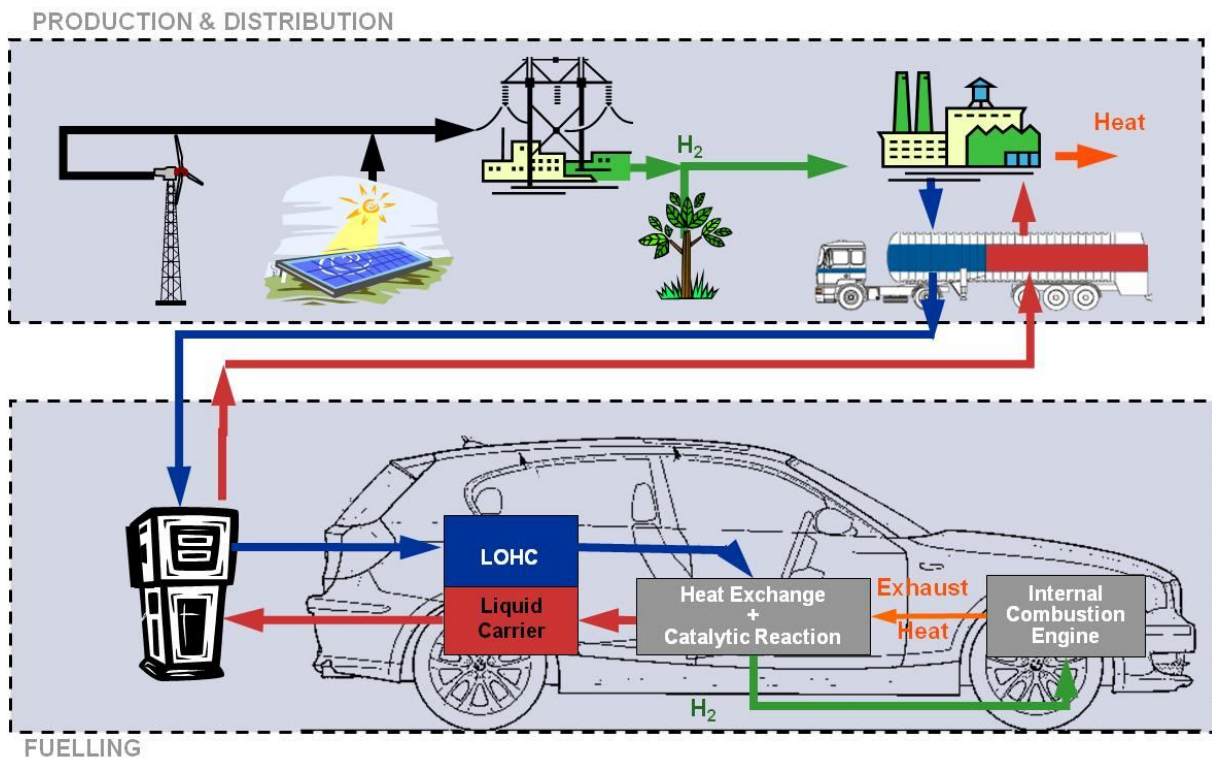 PRODUCTION & DISTRIBUTION
H2
Heat
LOHC
Liquid
Carrier
Heat Exchange
+
Catalytic Reaction
Exhaust
Heat
Internal
Combustion
Engine
H2
FUELLING